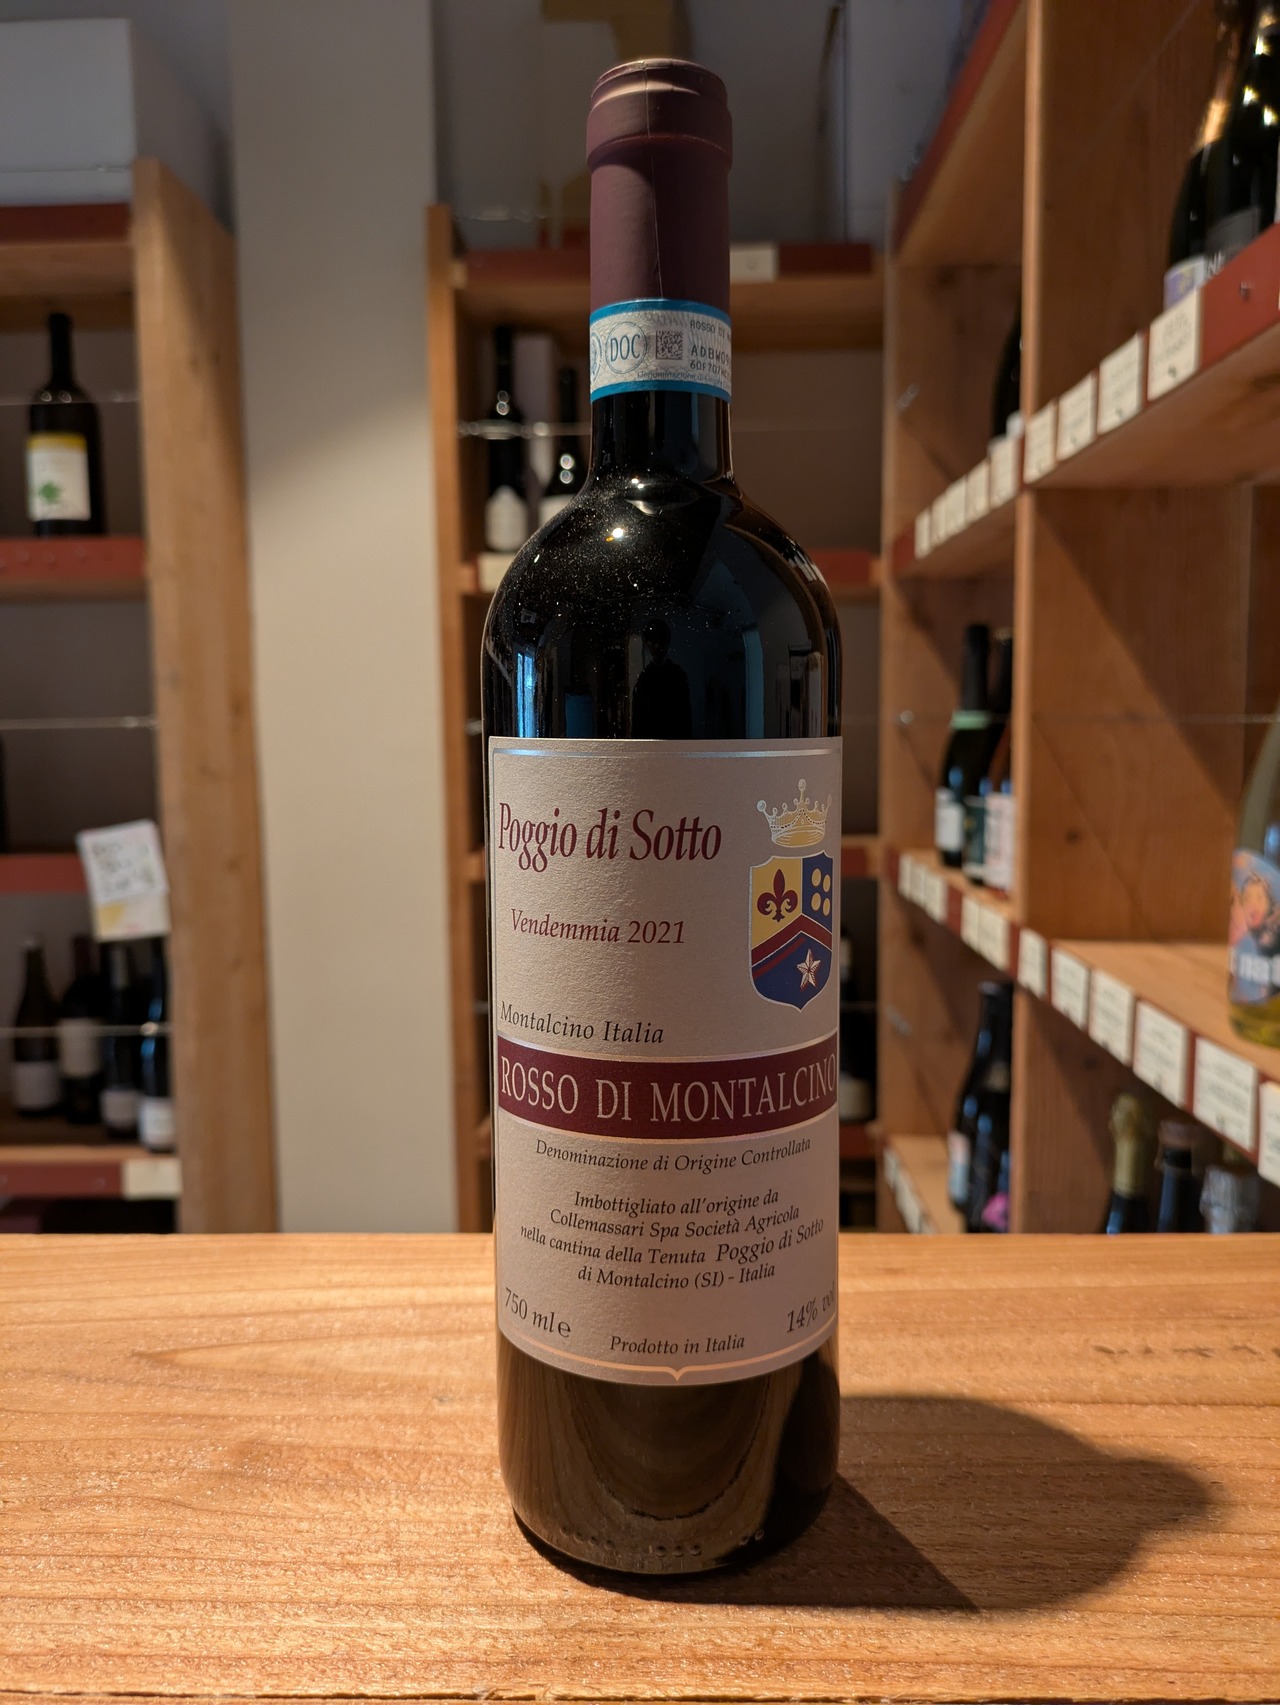 DOC
Poggio di Sotto
Vendemmia 2021
Montalcino Italia
ROSSO DI MONTALCINO
Denominazione di Origine Controllata
Imbottigliato all'origine da
Collemassari Spa Società Agricola
nella cantina della Tenuta Poggio di Sotto
di Montalcino (SI) - Italia
750 ml e
14% vol
Prodotto in Italia